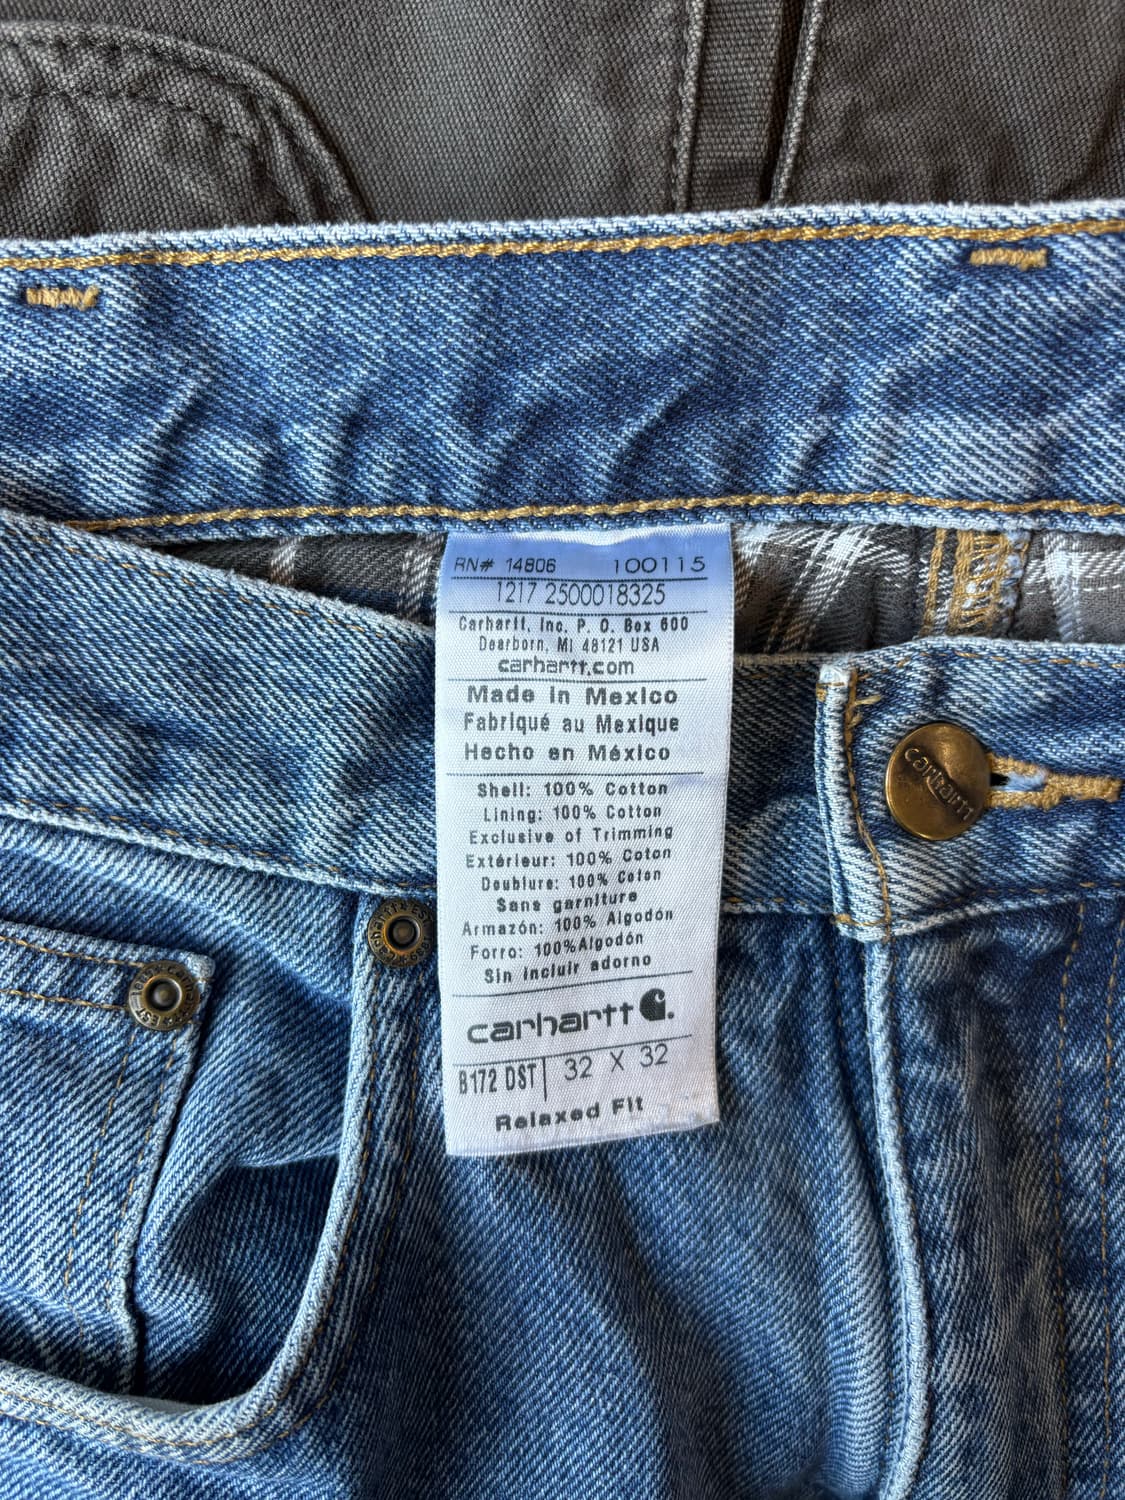 RN# 14806 100115
1217 2500018325
Carhartt, Inc. P. O. Box 600
Dearborn, MI 48121 USA
carhartt.com
Made in Mexico
Fabriqué au Mexique
Hecho en México
Shell: 100% Cotton
Lining: 100% Cotton
Exclusive of Trimming
Extérieur: 100% Coton
Doublure: 100% Coton
Sans garniture
Armazón: 100% Algodón
Forro: 100%Algodón
Sin incluir adorno
carhartt
B172 DST 32 X 32
Relaxed Fit
carhartt